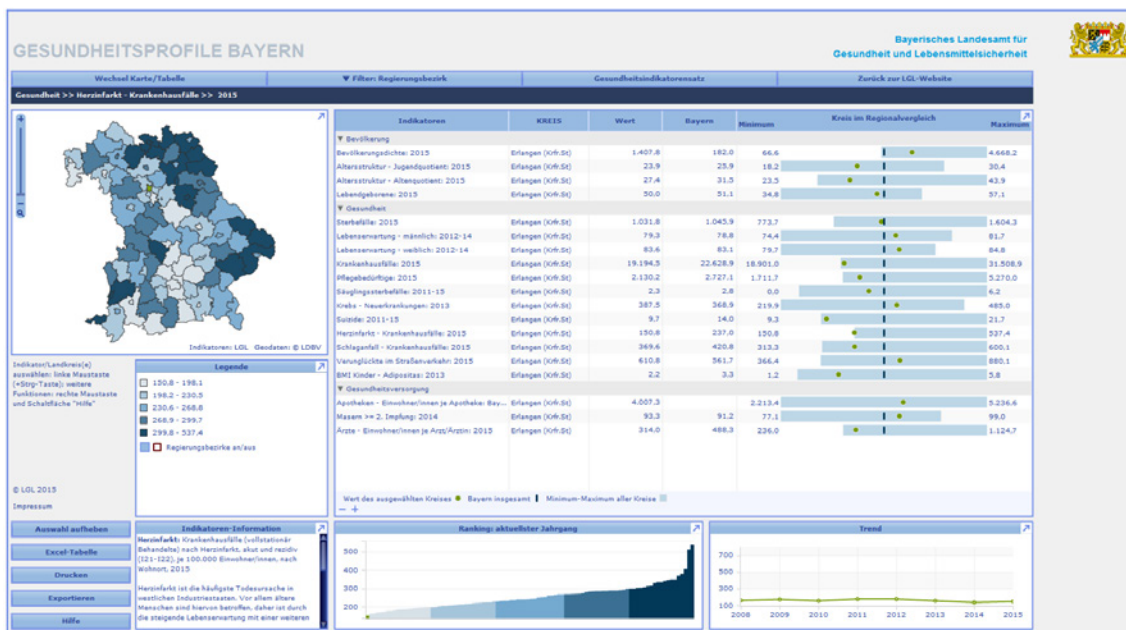 GESUNDHEITSPROFILE BAYERN
Bayerisches Landesamt für
Gesundheit und Lebensmittelsicherheit
Wechsel Karte/Tabelle
▼ Filter: Regierungsbezirk
Gesundheitsindikatorensatz
Zurück zur LGL-Website
Gesundheit >> Herzinfarkt - Krankenhausfälle >> 2015
Indikatoren: LGL Geodaten: © LDBV
Indikator/Landkreis(e)
auswählen: linke Maustaste
(+Strg-Taste); weitere
Funktionen: rechte Maustaste
und Schaltfläche "Hilfe"
Legende
150,8 - 198,1
198,2 - 230,5
230,6 - 268,8
268,9 - 299,7
299,8 - 537,4
Regierungsbezirke an/aus
© LGL 2015
Impressum
Indikatoren KREIS Wert Bayern Minimum Kreis im Regionalvergleich Maximum
▼ Bevölkerung
Bevölkerungsdichte: 2015 Erlangen (Krfr.St) 1.407,8 182,0 66,6 4.668,2
Altersstruktur - Jugendquotient: 2015 Erlangen (Krfr.St) 23,9 25,9 18,2 30,4
Altersstruktur - Altenquotient: 2015 Erlangen (Krfr.St) 27,4 31,5 23,5 43,9
Lebendgeborene: 2015 Erlangen (Krfr.St) 50,0 51,1 34,8 57,1
▼ Gesundheit
Sterbefälle: 2015 Erlangen (Krfr.St) 1.031,8 1.045,9 773,7 1.604,3
Lebenserwartung - männlich: 2012-14 Erlangen (Krfr.St) 79,3 78,8 74,4 81,7
Lebenserwartung - weiblich: 2012-14 Erlangen (Krfr.St) 83,6 83,1 79,7 84,8
Krankenhausfälle: 2015 Erlangen (Krfr.St) 19.194,5 22.628,9 18.901,0 31.508,9
Pflegebedürftige: 2015 Erlangen (Krfr.St) 2.130,2 2.727,1 1.711,7 5.270,0
Säuglingssterbefälle: 2011-15 Erlangen (Krfr.St) 2,3 2,8 0,0 6,2
Krebs - Neuerkrankungen: 2013 Erlangen (Krfr.St) 387,5 368,9 219,9 485,0
Suizide: 2011-15 Erlangen (Krfr.St) 9,7 14,0 9,3 21,7
Herzinfarkt - Krankenhausfälle: 2015 Erlangen (Krfr.St) 150,8 237,0 150,8 537,4
Schlaganfall - Krankenhausfälle: 2015 Erlangen (Krfr.St) 369,6 420,8 313,3 600,1
Verunglückte im Straßenverkehr: 2015 Erlangen (Krfr.St) 610,8 561,7 366,4 880,1
BMI Kinder - Adipositas: 2013 Erlangen (Krfr.St) 2,2 3,3 1,2 5,8
▼ Gesundheitsversorgung
Apotheken - Einwohner/innen je Apotheke: Bay... Erlangen (Krfr.St) 4.007,3 2.213,4 5.236,6
Masern >= 2. Impfung: 2014 Erlangen (Krfr.St) 93,3 91,2 77,1 99,0
Ärzte - Einwohner/innen je Arzt/Ärztin: 2015 Erlangen (Krfr.St) 314,0 488,3 236,0 1.124,7
Wert des ausgewählten Kreises Bayern insgesamt Minimum-Maximum aller Kreise
Auswahl aufheben
Excel-Tabelle
Drucken
Exportieren
Hilfe
Indikatoren-Information
Herzinfarkt: Krankenhausfälle (vollstationär
Behandelte) nach Herzinfarkt, akut und rezidiv
(I21-I22), je 100.000 Einwohner/innen, nach
Wohnort, 2015
Herzinfarkt ist die häufigste Todesursache in
westlichen Industriestaaten. Vor allem ältere
Menschen sind hiervon betroffen, daher ist durch
die steigende Lebenserwartung mit einer weiteren
Ranking: aktuellster Jahrgang
500
400
300
200
Trend
700
500
300
100
2008 2009 2010 2011 2012 2013 2014 2015